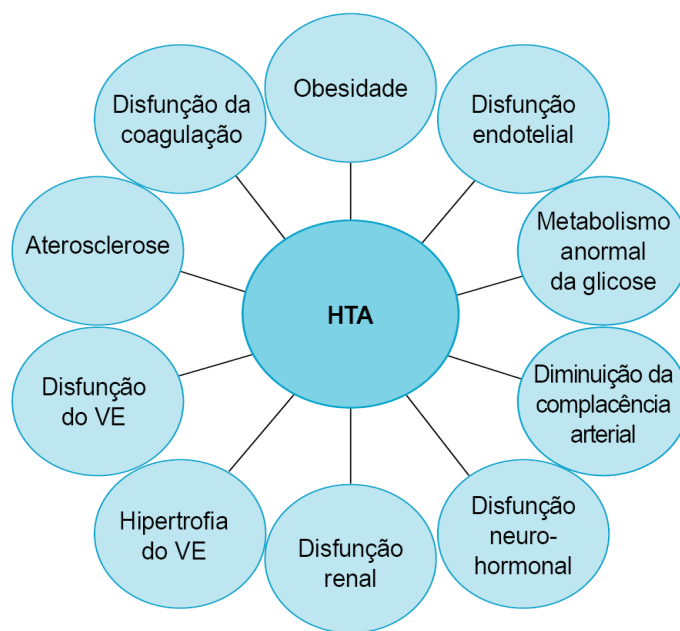 Obesidade
Disfunção
endotelial
Metabolismo
anormal
da glicose
Diminuição da
complacência
arterial
Disfunção
neuro-
hormonal
Disfunção
renal
Hipertrofia
do VE
Disfunção
do VE
Aterosclerose
Disfunção da
coagulação
HTA